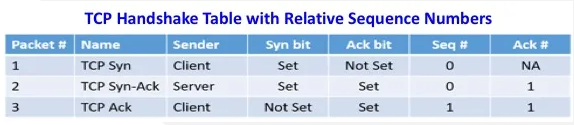 TCP Handshake Table with Relative Sequence Numbers
Packet # Name Sender Syn bit Ack bit Seq # Ack #
1 TCP Syn Client Set Not Set 0 NA
2 TCP Syn-Ack Server Set Set 0 1
3 TCP Ack Client Not Set Set 1 1